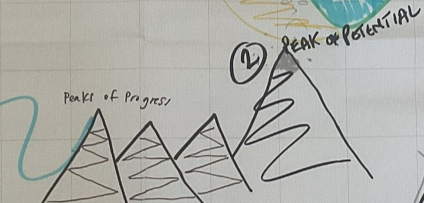 ② PEAK OF POTENTIAL
Peaks of Progress